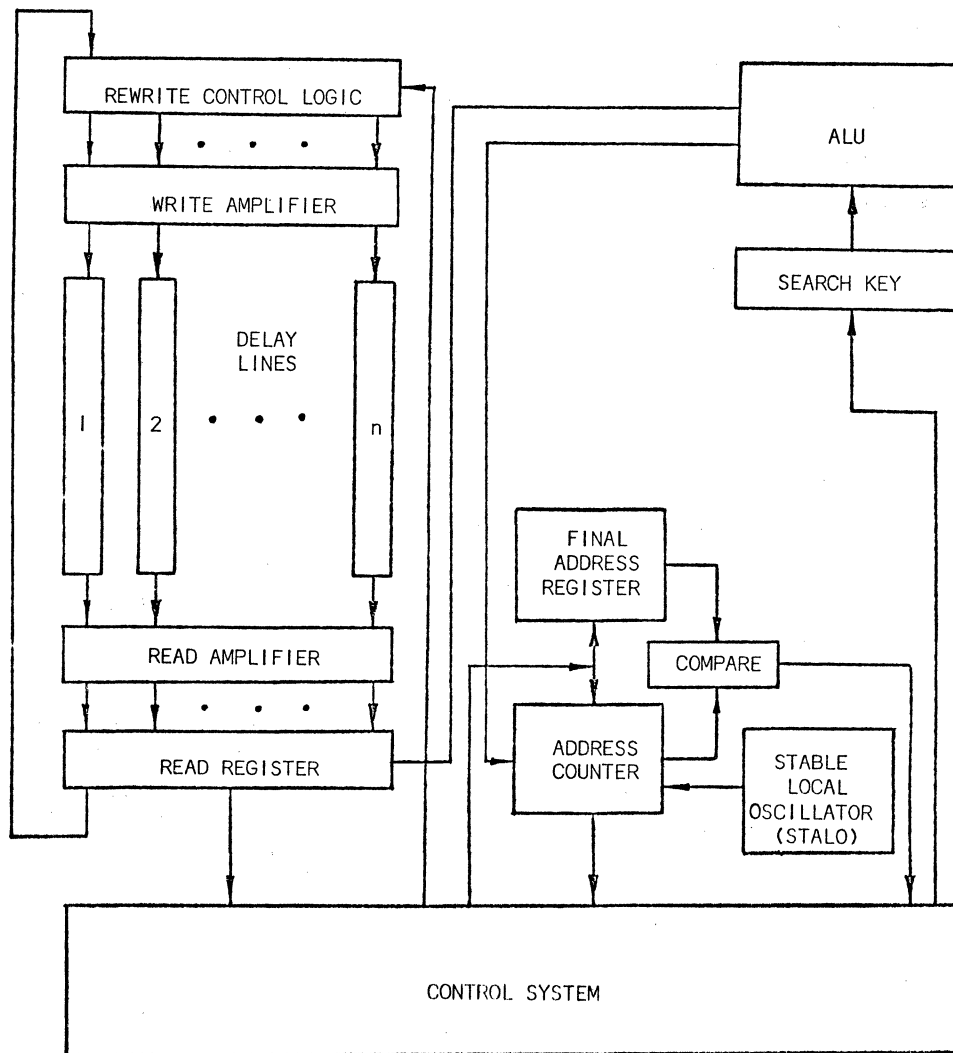 REWRITE CONTROL LOGIC
WRITE AMPLIFIER
DELAY
LINES
1
2
n
READ AMPLIFIER
READ REGISTER
ALU
SEARCH KEY
FINAL
ADDRESS
REGISTER
COMPARE
ADDRESS
COUNTER
STABLE
LOCAL
OSCILLATOR
(STALO)
CONTROL SYSTEM